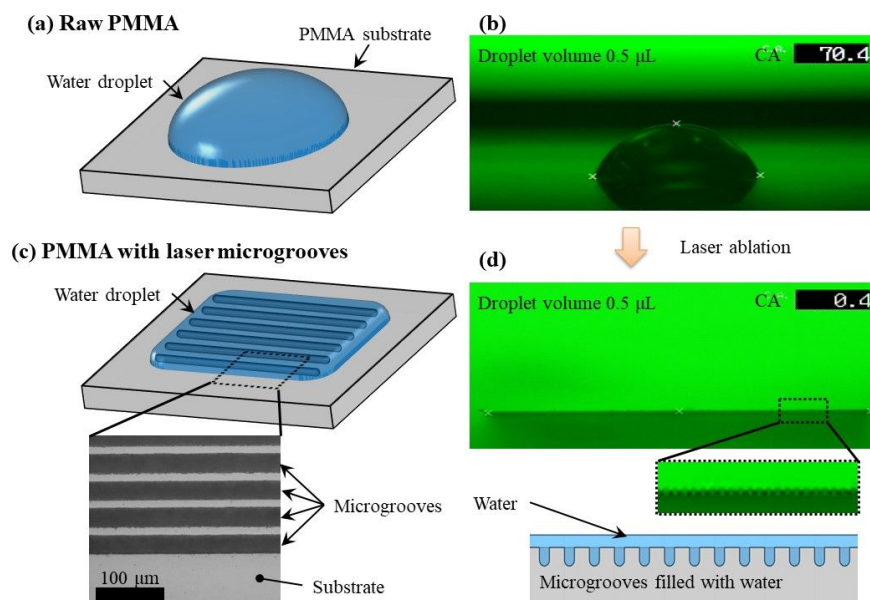 (a) Raw PMMA
PMMA substrate
Water droplet
(b)
Droplet volume 0.5 μL
CA
70.4
Laser ablation
(c) PMMA with laser microgrooves
Water droplet
Microgrooves
Substrate
100 μm
(d)
Droplet volume 0.5 μL
CA
0.4
Water
Microgrooves filled with water